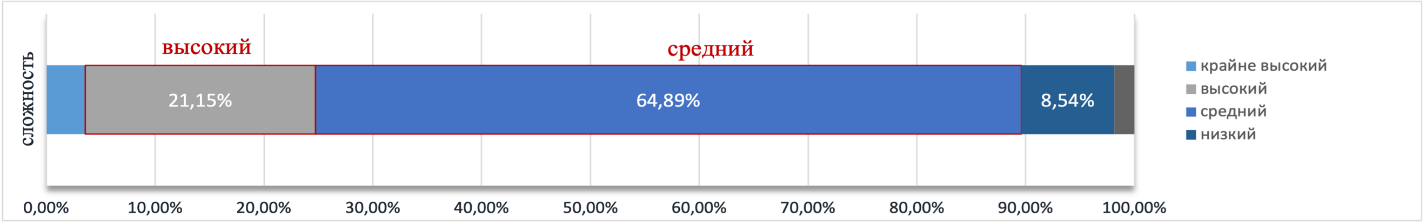 высокий средний
сложность
21,15% 64,89% 8,54%
крайне высокий
высокий
средний
низкий
0,00% 10,00% 20,00% 30,00% 40,00% 50,00% 60,00% 70,00% 80,00% 90,00% 100,00%